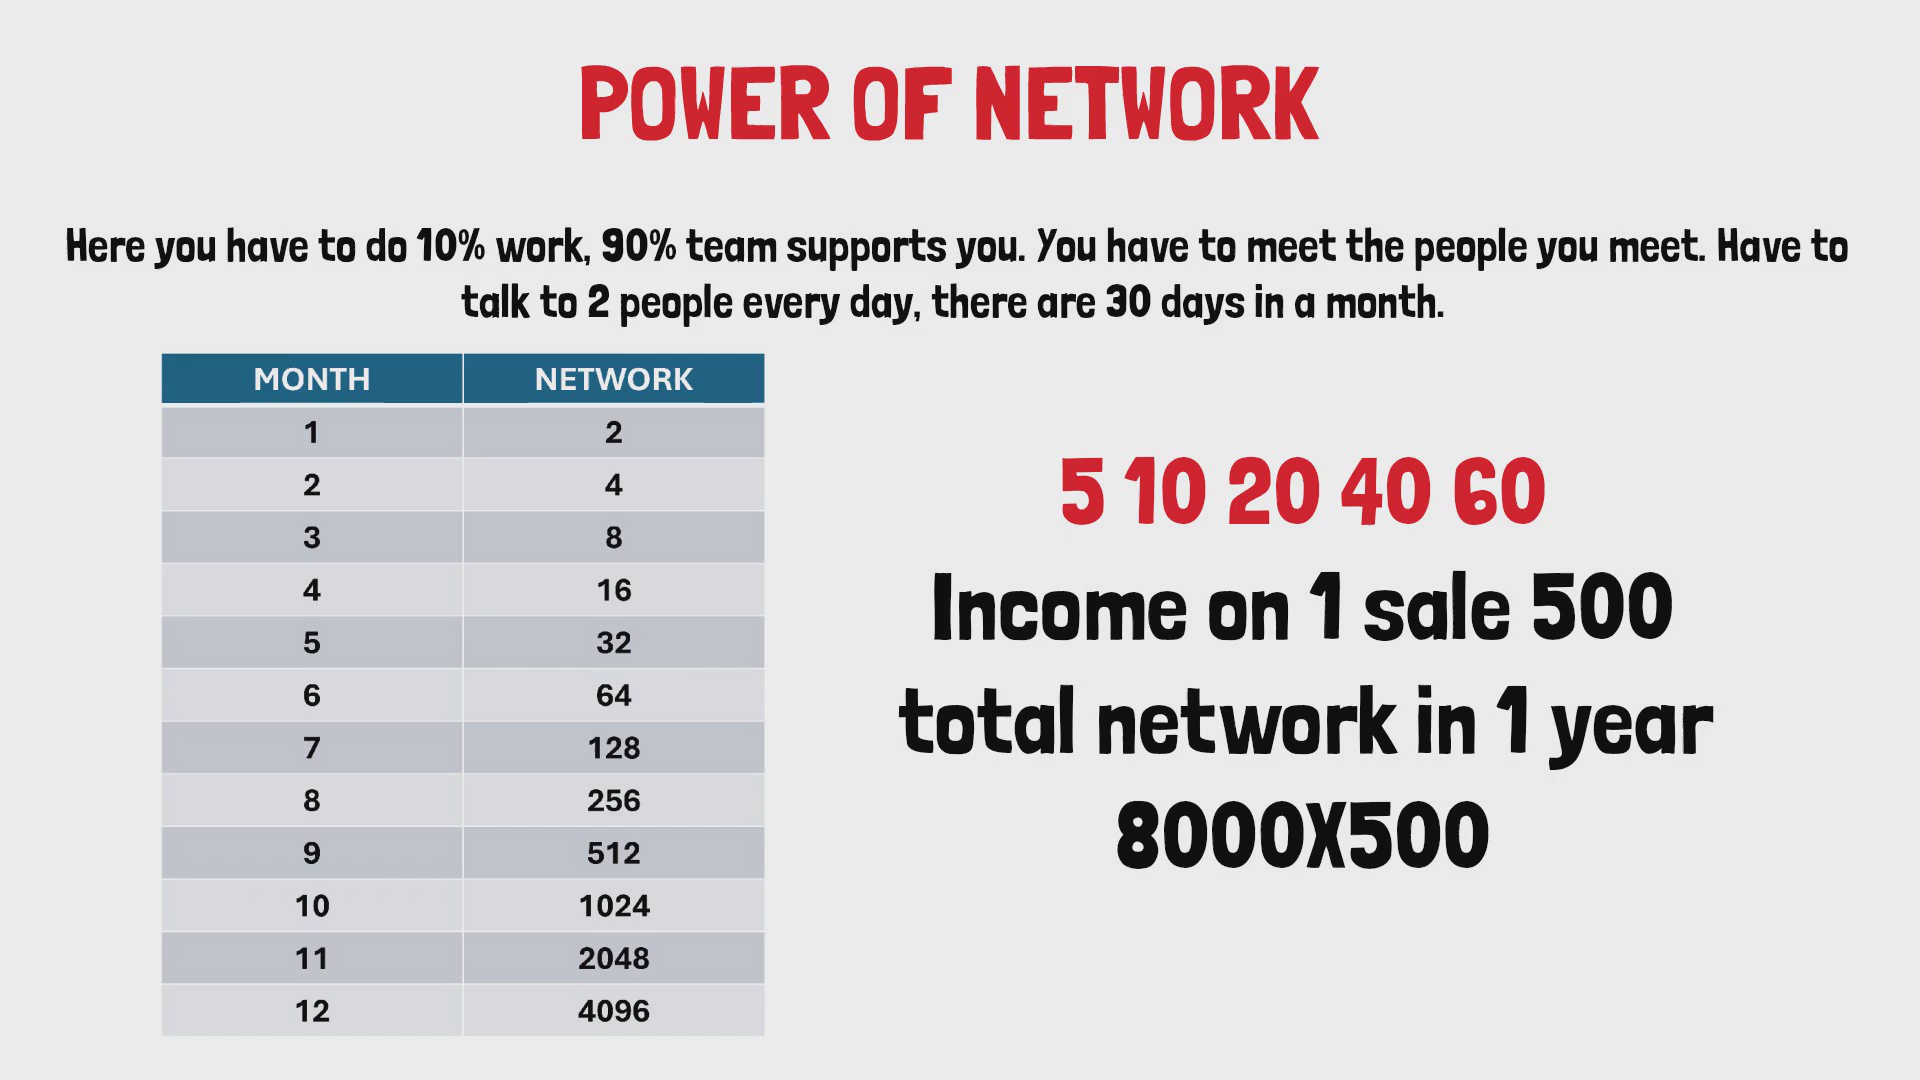 POWER OF NETWORK
Here you have to do 10% work, 90% team supports you. You have to meet the people you meet. Have to
talk to 2 people every day, there are 30 days in a month.
MONTH NETWORK
1 2
2 4
3 8
4 16
5 32
6 64
7 128
8 256
9 512
10 1024
11 2048
12 4096
5 10 20 40 60
Income on 1 sale 500
total network in 1 year
8000X500